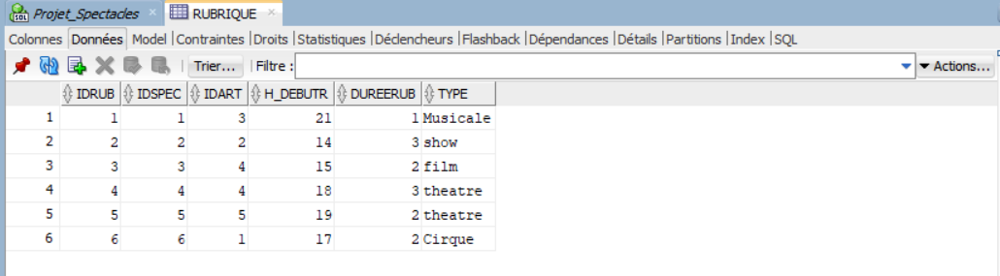 Projet_Spectacles × RUBRIQUE ×
Colonnes Données Model Contraintes Droits Statistiques Déclencheurs Flashback Dépendances Détails Partitions Index SQL
Trier... Filtre : Actions...
IDRUB IDSPEC IDART H_DEBUTR DUREERUB TYPE
1 1 1 3 21 1 Musicale
2 2 2 2 14 3 show
3 3 3 4 15 2 film
4 4 4 4 18 3 theatre
5 5 5 5 19 2 theatre
6 6 6 1 17 2 Cirque